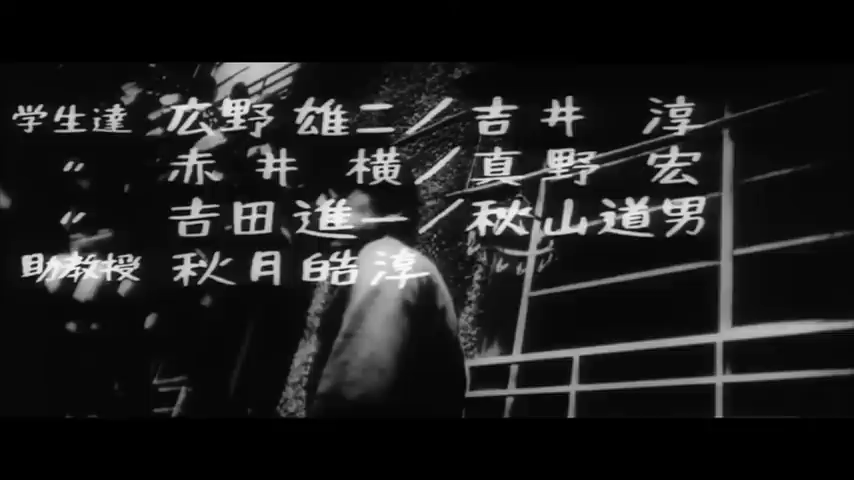 学生達 広野雄二／吉井淳
〃 赤井横／真野宏
〃 吉田進一／秋山道男
助教授 秋月皓淳